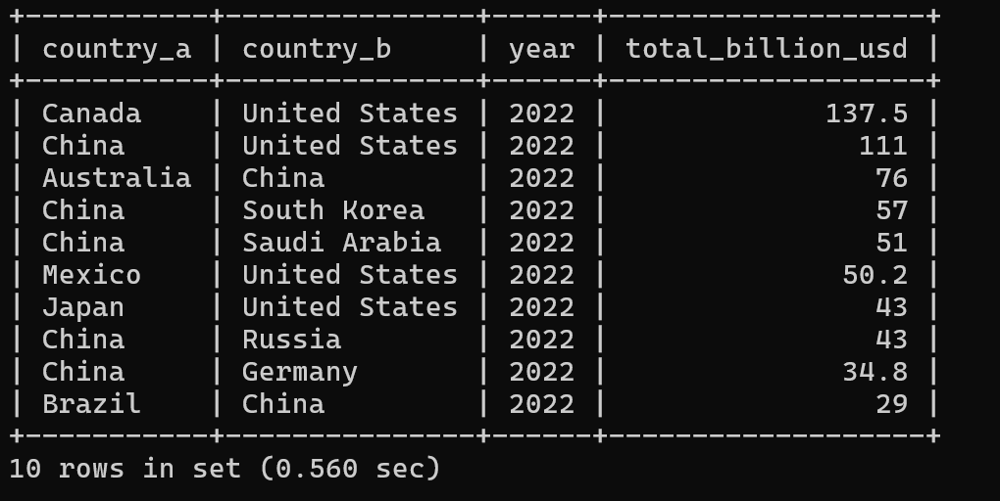 +-----------+---------------+------+-------------------+
| country_a | country_b     | year | total_billion_usd |
+-----------+---------------+------+-------------------+
| Canada    | United States | 2022 |             137.5 |
| China     | United States | 2022 |               111 |
| Australia | China         | 2022 |                76 |
| China     | South Korea   | 2022 |                57 |
| China     | Saudi Arabia  | 2022 |                51 |
| Mexico    | United States | 2022 |              50.2 |
| Japan     | United States | 2022 |                43 |
| China     | Russia        | 2022 |                43 |
| China     | Germany       | 2022 |              34.8 |
| Brazil    | China         | 2022 |                29 |
+-----------+---------------+------+-------------------+
10 rows in set (0.560 sec)